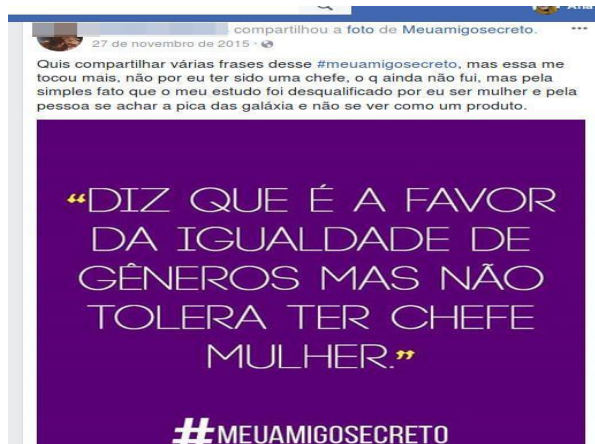 Ana
compartilhou a foto de Meuamigosecreto.
27 de novembro de 2015 ·
Quis compartilhar várias frases desse #meuamigosecreto, mas essa me
tocou mais, não por eu ter sido uma chefe, o q ainda não fui, mas pela
simples fato que o meu estudo foi desqualificado por eu ser mulher e pela
pessoa se achar a pica das galáxia e não se ver como um produto.
“DIZ QUE É A FAVOR
DA IGUALDADE DE
GÊNEROS MAS NÃO
TOLERA TER CHEFE
MULHER.”
#MEUAMIGOSECRETO